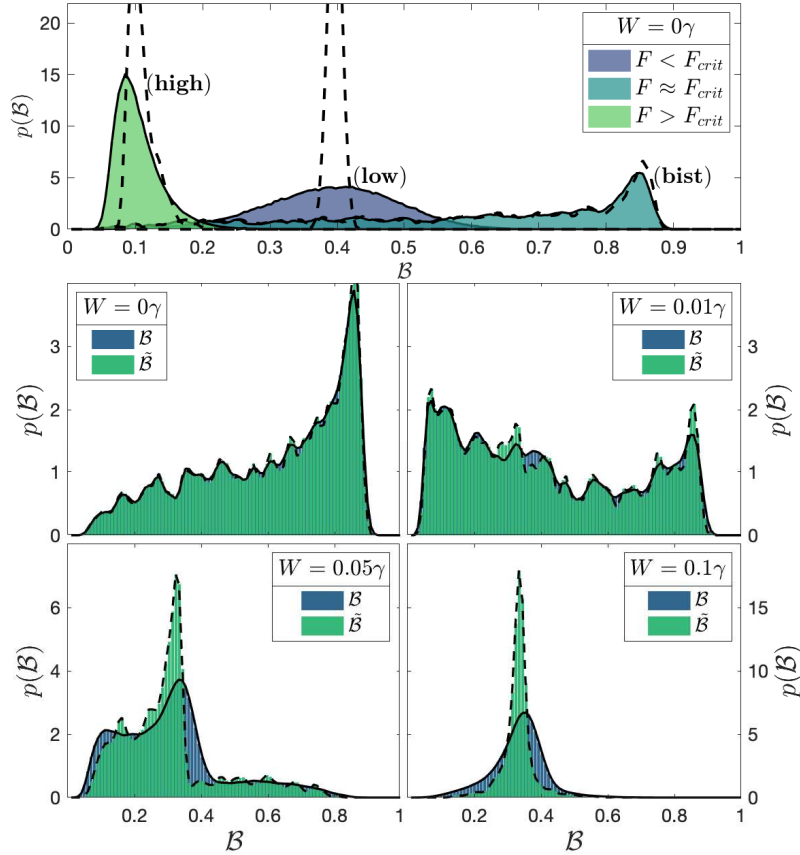 20
15
10
5
0
p(ℬ)
(high)
(low)
(bist)
W = 0γ
F < F_crit
F ≈ F_crit
F > F_crit
0 0.1 0.2 0.3 0.4 0.5 0.6 0.7 0.8 0.9 1
ℬ
W = 0γ
ℬ
ℬ̃
3
2
1
0
p(ℬ)
W = 0.01γ
ℬ
ℬ̃
3
2
1
0
p(ℬ)
W = 0.05γ
ℬ
ℬ̃
6
4
2
0
p(ℬ)
0.2 0.4 0.6 0.8 1
ℬ
W = 0.1γ
ℬ
ℬ̃
15
10
5
0
p(ℬ)
0.2 0.4 0.6 0.8 1
ℬ